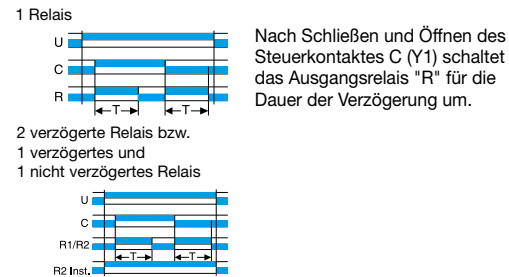 1 Relais
U
C
R
T
T
Nach Schließen und Öffnen des
Steuerkontaktes C (Y1) schaltet
das Ausgangsrelais "R" für die
Dauer der Verzögerung um.
2 verzögerte Relais bzw.
1 verzögertes und
1 nicht verzögertes Relais
U
C
R1/R2
T
T
R2 Inst.